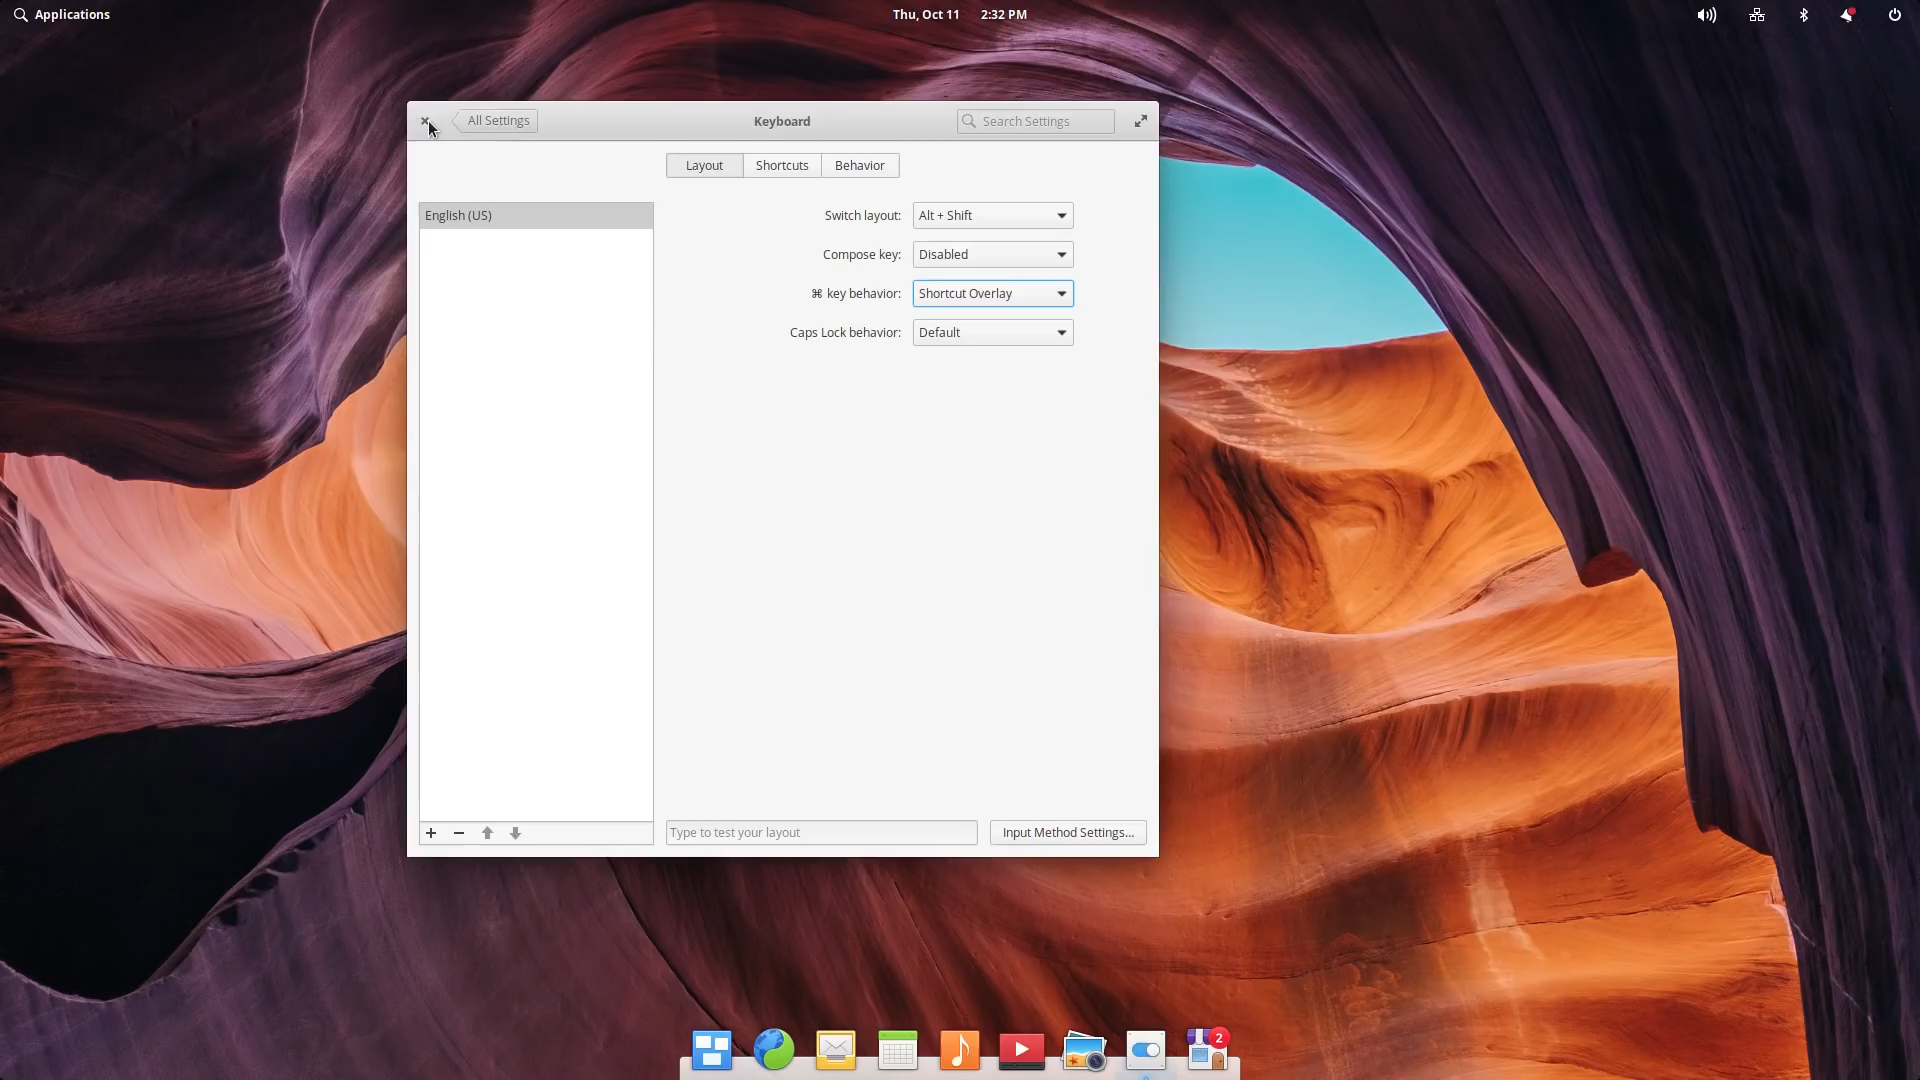 Applications
Thu, Oct 11 2:32 PM
All Settings
Keyboard
Search Settings
Layout
Shortcuts
Behavior
English (US)
Switch layout: Alt + Shift
Compose key: Disabled
⌘ key behavior: Shortcut Overlay
Caps Lock behavior: Default
Type to test your layout
Input Method Settings...
2